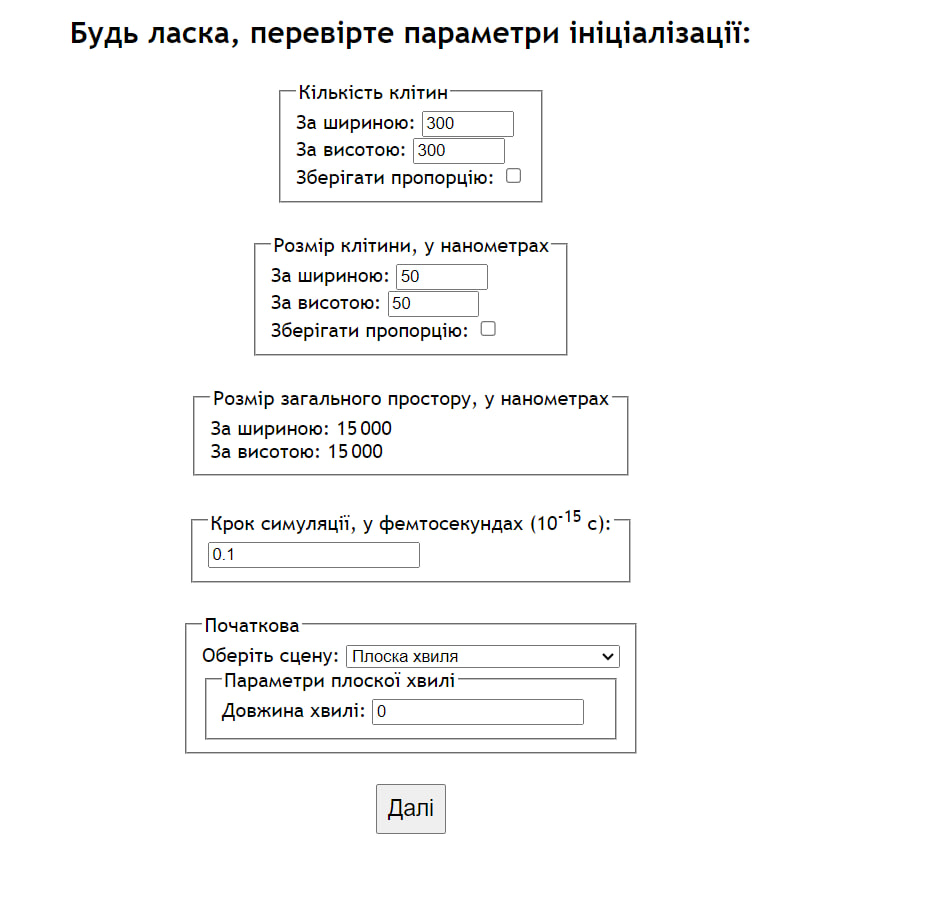 Будь ласка, перевірте параметри ініціалізації:
Кількість клітин
За шириною: 300
За висотою: 300
Зберігати пропорцію:
Розмір клітини, у нанометрах
За шириною: 50
За висотою: 50
Зберігати пропорцію:
Розмір загального простору, у нанометрах
За шириною: 15 000
За висотою: 15 000
Крок симуляції, у фемтосекундах (10⁻¹⁵ с):
0.1
Початкова
Оберіть сцену: Плоска хвиля
Параметри плоскої хвилі
Довжина хвилі: 0
Далі